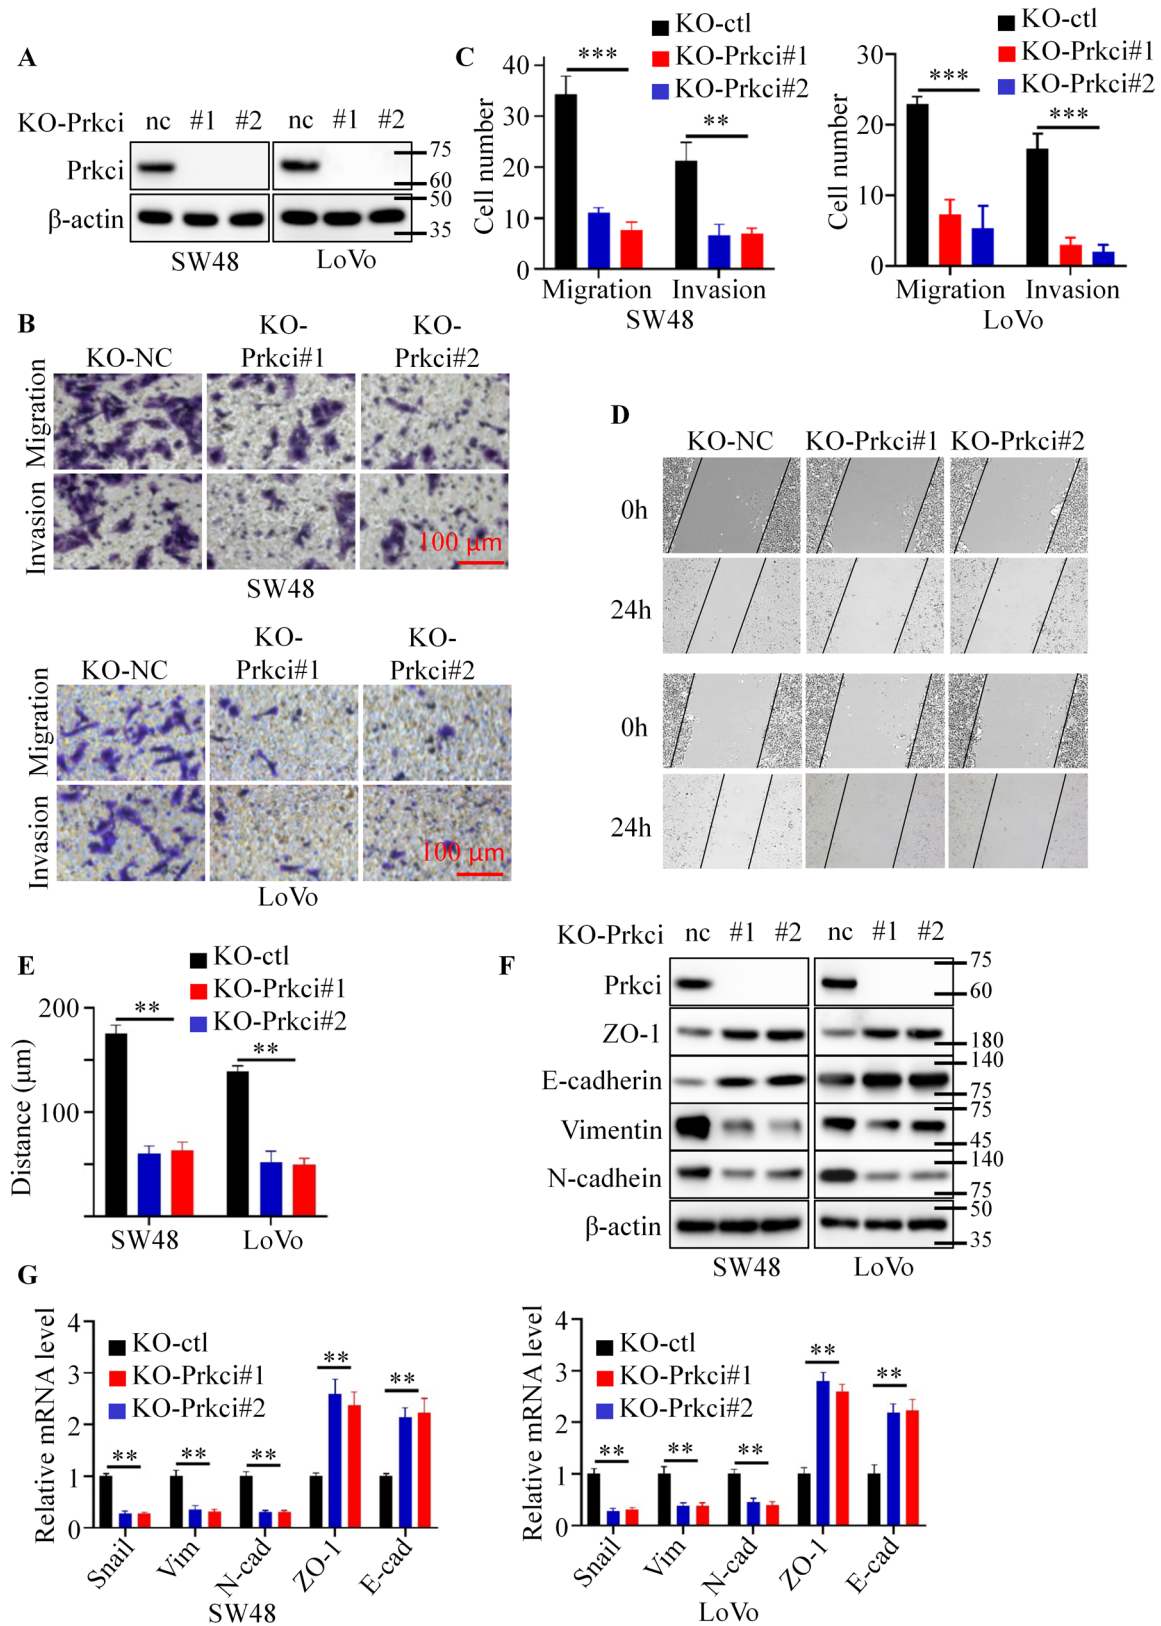 A
KO-Prkci nc #1 #2 nc #1 #2
Prkci
75
60
β-actin
50
35
SW48 LoVo
C
KO-ctl
KO-Prkci#1
KO-Prkci#2
Cell number
40
30
20
10
0
***
**
Migration Invasion
SW48
KO-ctl
KO-Prkci#1
KO-Prkci#2
Cell number
30
20
10
0
***
***
Migration Invasion
LoVo
B
KO-NC
KO-
Prkci#1
KO-
Prkci#2
Migration
Invasion
100 μm
SW48
KO-NC
KO-
Prkci#1
KO-
Prkci#2
Migration
Invasion
100 μm
LoVo
D
KO-NC KO-Prkci#1 KO-Prkci#2
0h
24h
0h
24h
E
KO-ctl
KO-Prkci#1
KO-Prkci#2
Distance (μm)
200
100
**
**
SW48 LoVo
F
KO-Prkci nc #1 #2 nc #1 #2
Prkci
75
60
ZO-1
180
E-cadherin
140
75
Vimentin
75
45
N-cadhein
140
75
β-actin
50
35
SW48 LoVo
G
Relative mRNA level
4
3
2
1
0
KO-ctl
KO-Prkci#1
KO-Prkci#2
** ** ** ** **
Snail Vim N-cad ZO-1 E-cad
SW48
Relative mRNA level
4
3
2
1
0
KO-ctl
KO-Prkci#1
KO-Prkci#2
** ** ** ** **
Snail Vim N-cad ZO-1 E-cad
LoVo